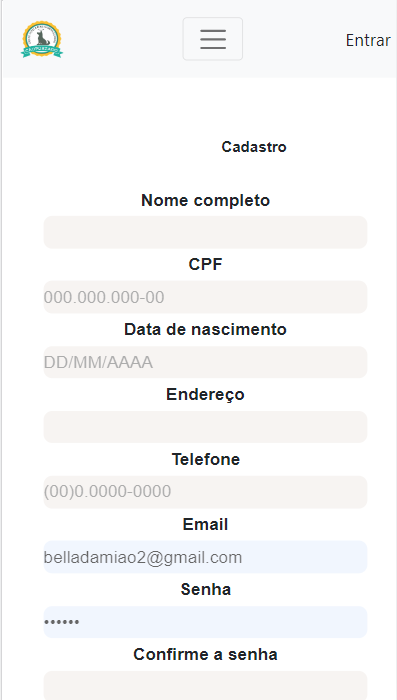 Entrar
Cadastro
Nome completo
CPF
000.000.000-00
Data de nascimento
DD/MM/AAAA
Endereço
Telefone
(00)0.0000-0000
Email
belladamiao2@gmail.com
Senha
••••••
Confirme a senha